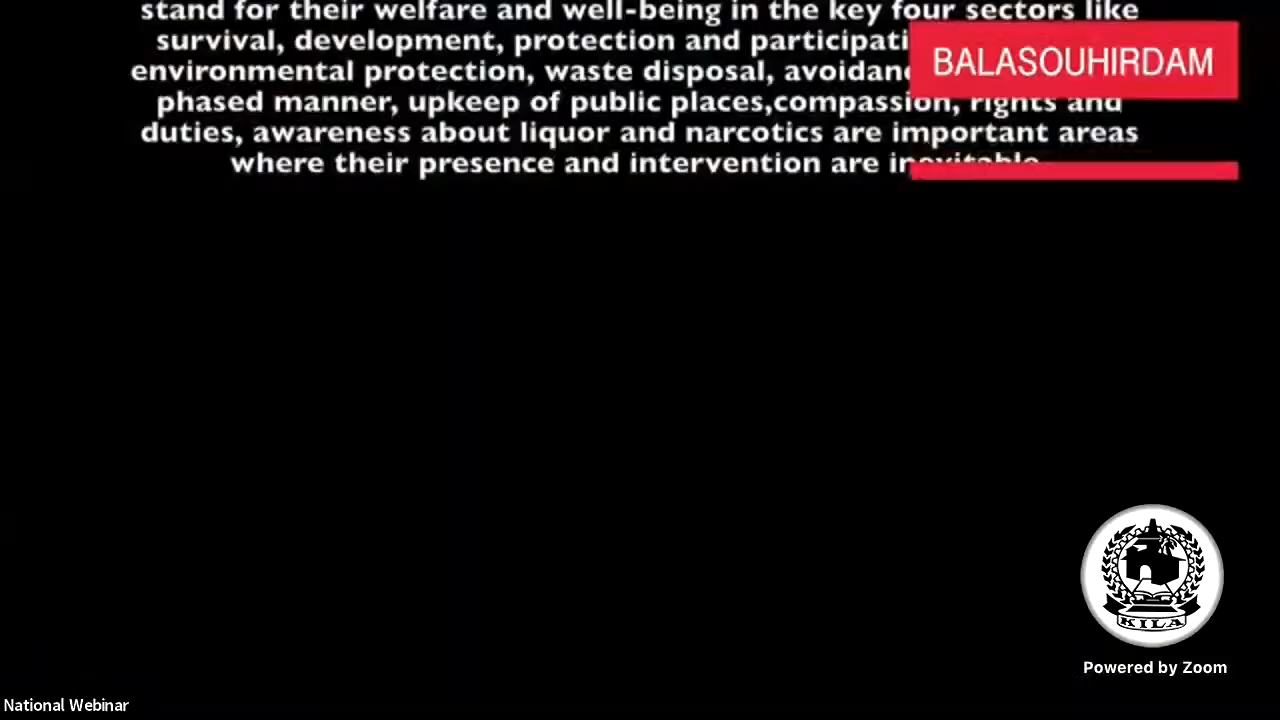 stand for their welfare and well-being in the key four sectors like
survival, development, protection and
environmental protection, waste disposal,
BALASOUHIRDAM
phased manner, upkeep of public places,compassion, rights and
duties, awareness about liquor and narcotics are important areas
where their presence and intervention are inevitable
KILA
Powered by Zoom
National Webinar